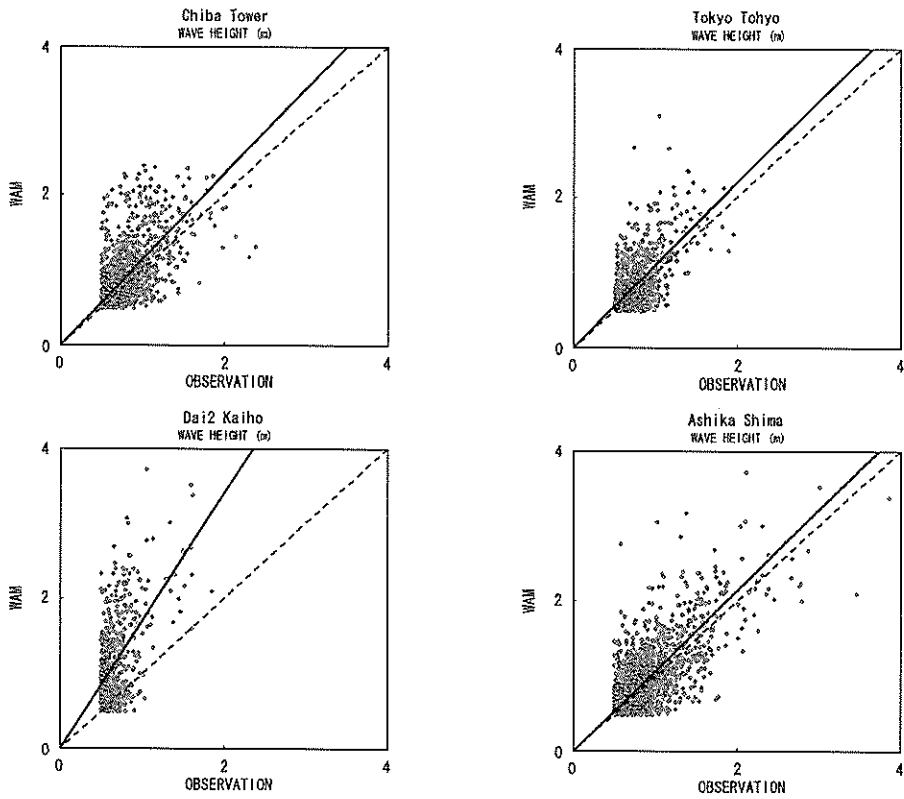 Chiba Tower
WAVE HEIGHT (m)
4
2
0
WAM
0 2 4
OBSERVATION
Tokyo Tohyo
WAVE HEIGHT (m)
4
2
0
WAM
0 2 4
OBSERVATION
Dai2 Kaiho
WAVE HEIGHT (m)
4
2
0
WAM
0 2 4
OBSERVATION
Ashika Shima
WAVE HEIGHT (m)
4
2
0
WAM
0 2 4
OBSERVATION